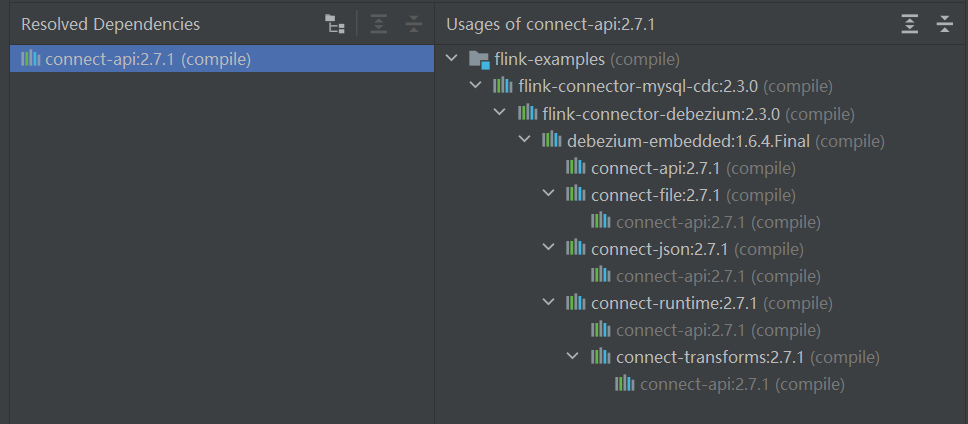 Resolved Dependencies
connect-api:2.7.1 (compile)
Usages of connect-api:2.7.1
flink-examples (compile)
flink-connector-mysql-cdc:2.3.0 (compile)
flink-connector-debezium:2.3.0 (compile)
debezium-embedded:1.6.4.Final (compile)
connect-api:2.7.1 (compile)
connect-file:2.7.1 (compile)
connect-api:2.7.1 (compile)
connect-json:2.7.1 (compile)
connect-api:2.7.1 (compile)
connect-runtime:2.7.1 (compile)
connect-api:2.7.1 (compile)
connect-transforms:2.7.1 (compile)
connect-api:2.7.1 (compile)